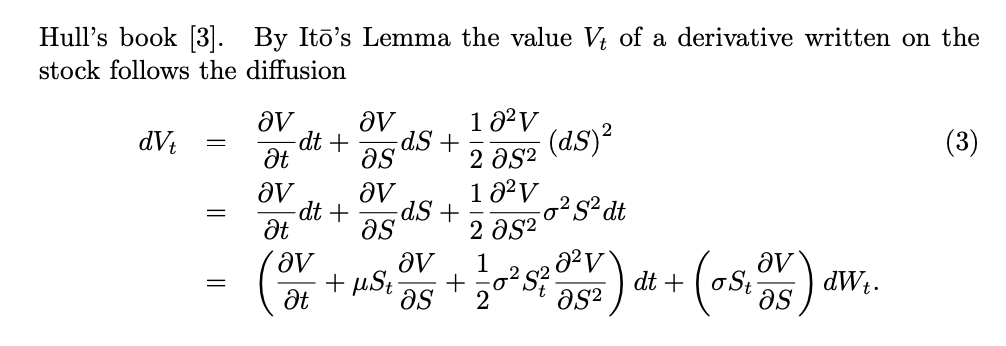 Hull's book [3]. By Itō's Lemma the value $V_t$ of a derivative written on the
stock follows the diffusion
$dV_t = \frac{\partial V}{\partial t}dt + \frac{\partial V}{\partial S}dS + \frac{1}{2}\frac{\partial^2 V}{\partial S^2}(dS)^2$ (3)
$= \frac{\partial V}{\partial t}dt + \frac{\partial V}{\partial S}dS + \frac{1}{2}\frac{\partial^2 V}{\partial S^2}\sigma^2 S^2 dt$
$= \left(\frac{\partial V}{\partial t} + \mu S_t \frac{\partial V}{\partial S} + \frac{1}{2}\sigma^2 S_t^2 \frac{\partial^2 V}{\partial S^2}\right) dt + \left(\sigma S_t \frac{\partial V}{\partial S}\right) dW_t.$